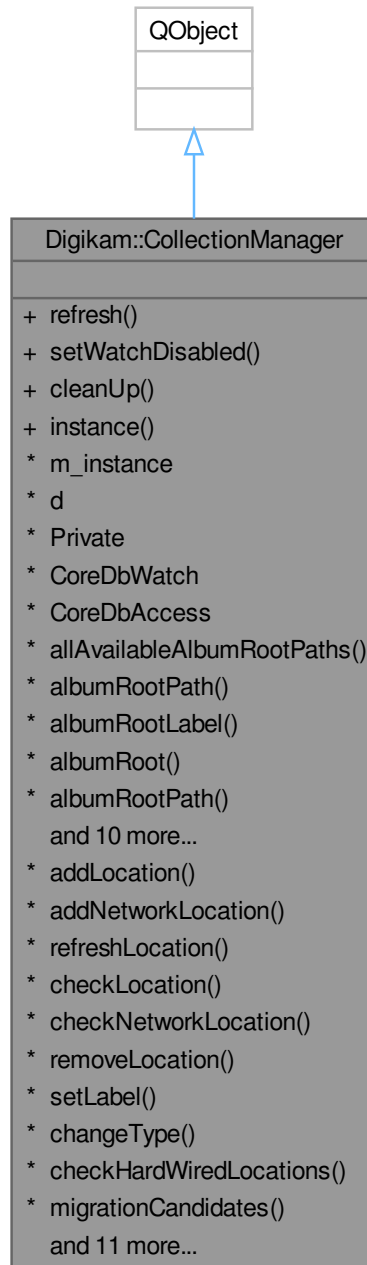 QObject
Digikam::CollectionManager
+ refresh()
+ setWatchDisabled()
+ cleanUp()
+ instance()
* m_instance
* d
* Private
* CoreDbWatch
* CoreDbAccess
* allAvailableAlbumRootPaths()
* albumRootPath()
* albumRootLabel()
* albumRoot()
* albumRootPath()
and 10 more...
* addLocation()
* addNetworkLocation()
* refreshLocation()
* checkLocation()
* checkNetworkLocation()
* removeLocation()
* setLabel()
* changeType()
* checkHardWiredLocations()
* migrationCandidates()
and 11 more...